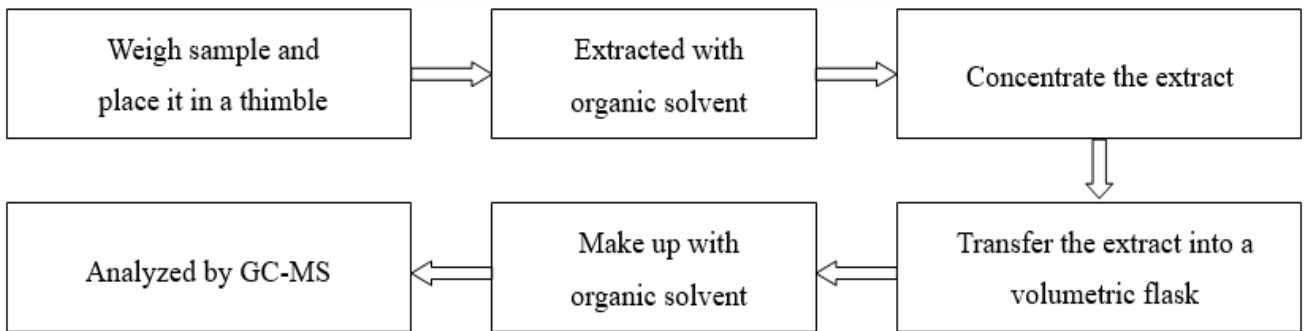 Weigh sample and
place it in a thimble
Extracted with
organic solvent
Concentrate the extract
Transfer the extract into a
volumetric flask
Make up with
organic solvent
Analyzed by GC-MS